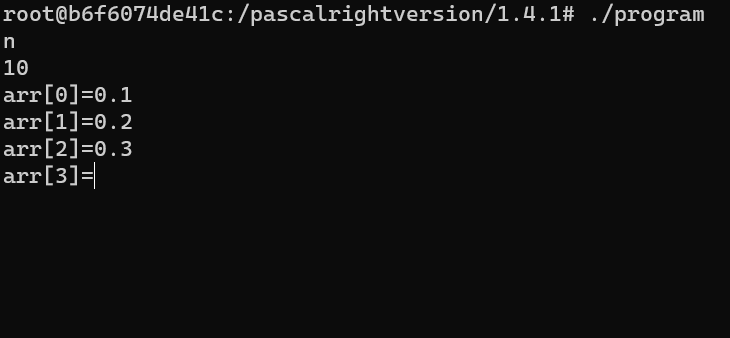 root@b6f6074de41c:/pascalrightversion/1.4.1# ./program
n
10
arr[0]=0.1
arr[1]=0.2
arr[2]=0.3
arr[3]=